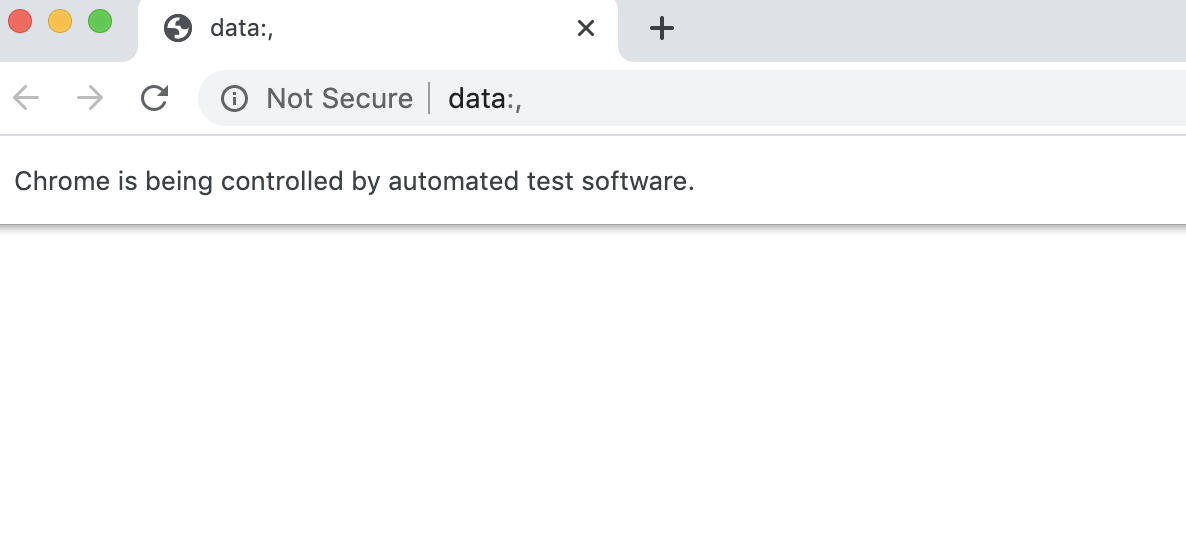 data:,
Not Secure data:,
Chrome is being controlled by automated test software.